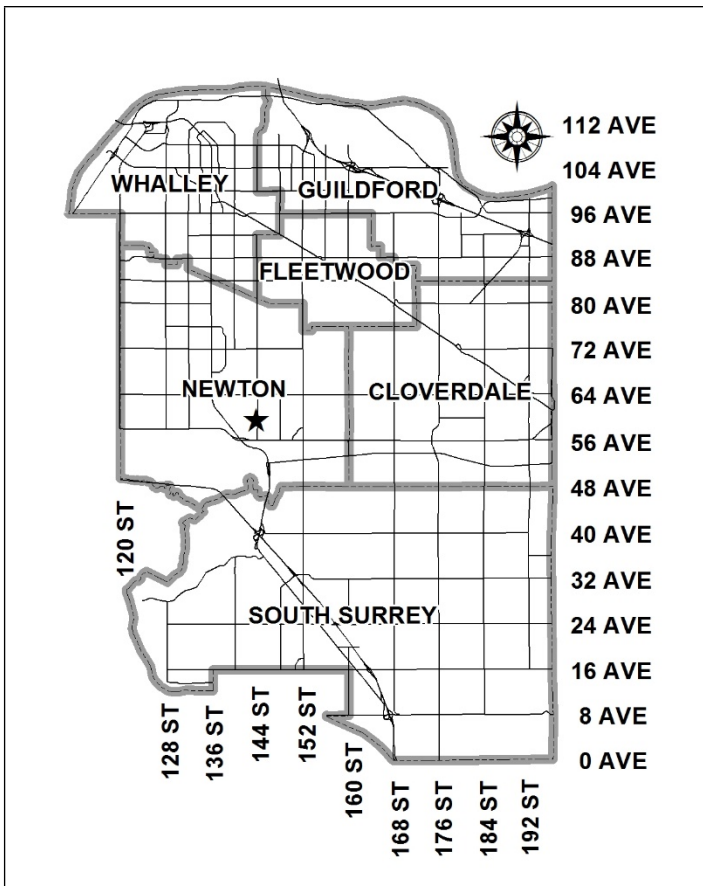 112 AVE
104 AVE
WHALLEY
GUILDFORD
96 AVE
88 AVE
FLEETWOOD
80 AVE
72 AVE
NEWTON
CLOVERDALE
64 AVE
56 AVE
48 AVE
120 ST
40 AVE
32 AVE
SOUTH SURREY
24 AVE
16 AVE
128 ST
136 ST
144 ST
152 ST
8 AVE
160 ST
0 AVE
168 ST
176 ST
184 ST
192 ST